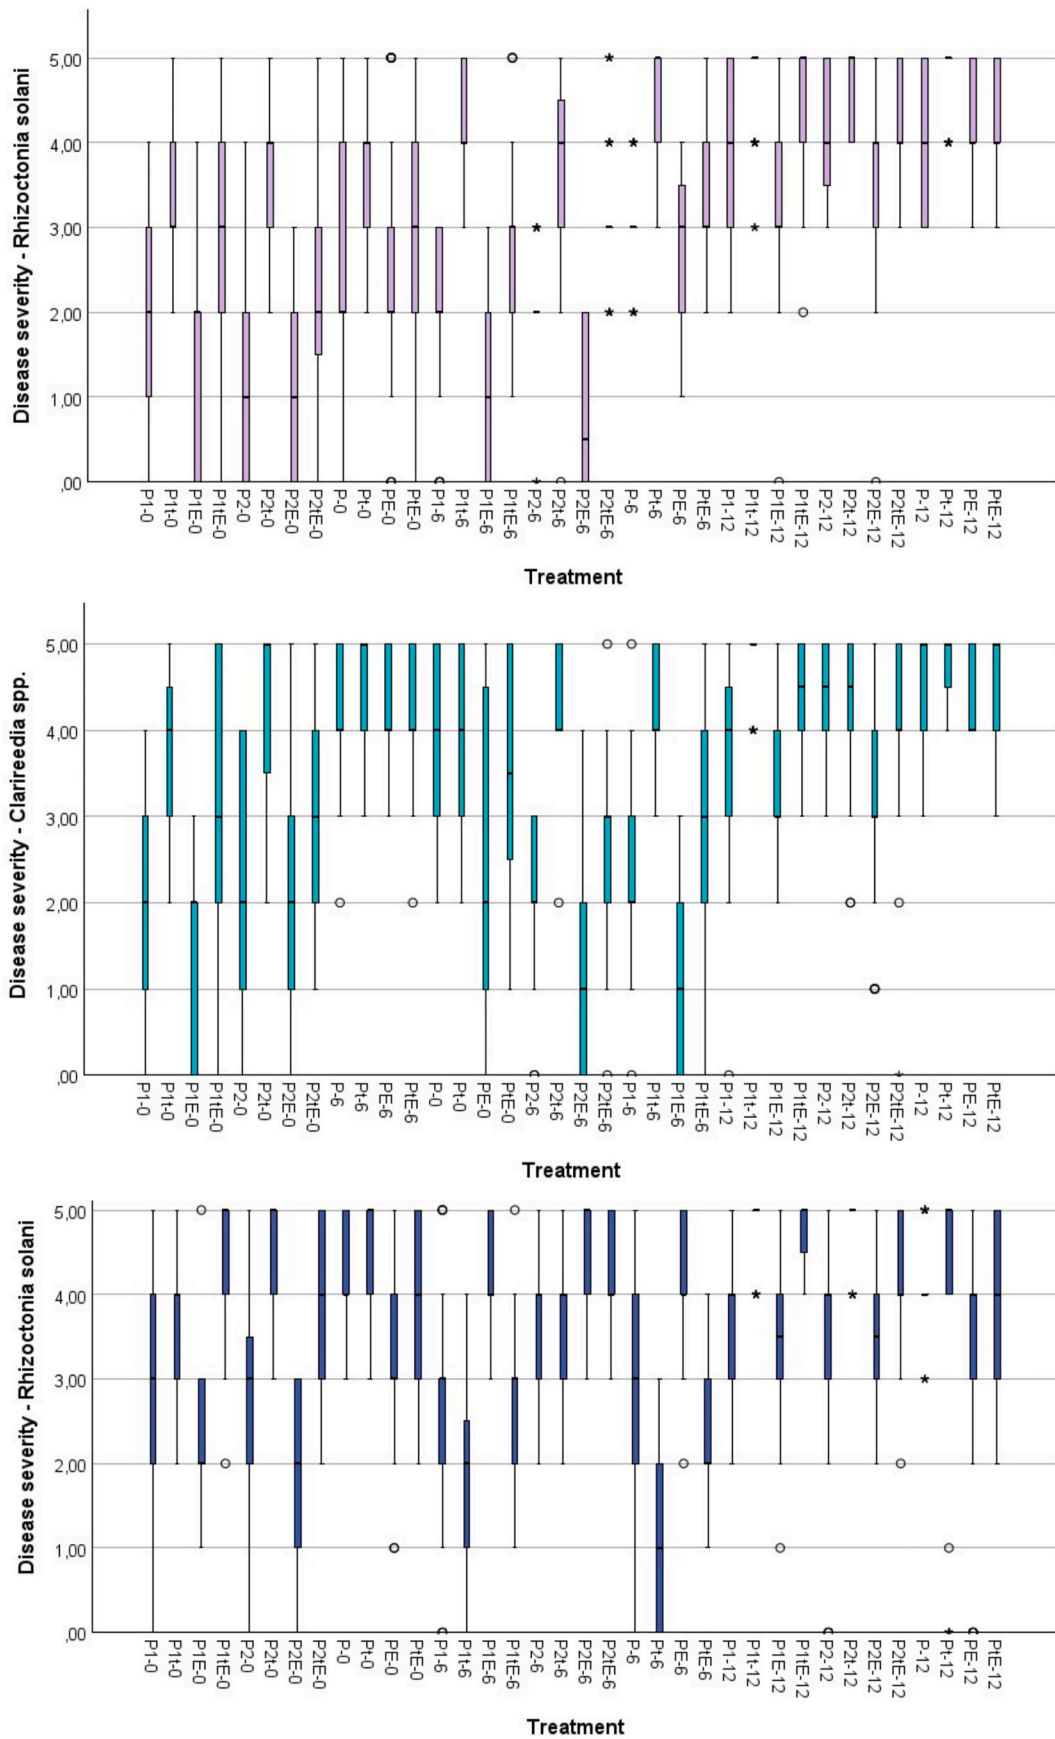 Disease severity - Rhizoctonia solani
5,00
4,00
3,00
2,00
1,00
,00
P1-0
P1t-0
P1E-0
P1tE-0
P2-0
P2t-0
P2E-0
P2tE-0
P-0
Pt-0
PE-0
PtE-0
P1-6
P1t-6
P1E-6
P1tE-6
P2-6
P2t-6
P2E-6
P2tE-6
P-6
Pt-6
PE-6
PtE-6
P1-12
P1t-12
P1E-12
P1tE-12
P2-12
P2t-12
P2E-12
P2tE-12
P-12
Pt-12
PE-12
PtE-12
Treatment
Disease severity - Clarireedia spp.
5,00
4,00
3,00
2,00
1,00
,00
P1-0
P1t-0
P1E-0
P1tE-0
P2-0
P2t-0
P2E-0
P2tE-0
P-6
Pt-6
PE-6
PtE-6
P-0
Pt-0
PE-0
PtE-0
P2-6
P2t-6
P2E-6
P2tE-6
P1-6
P1t-6
P1E-6
P1tE-6
P1-12
P1t-12
P1E-12
P1tE-12
P2-12
P2t-12
P2E-12
P2tE-12
P-12
Pt-12
PE-12
PtE-12
Treatment
Disease severity - Rhizoctonia solani
5,00
4,00
3,00
2,00
1,00
,00
P1-0
P1t-0
P1E-0
P1tE-0
P2-0
P2t-0
P2E-0
P2tE-0
P-0
Pt-0
PE-0
PtE-0
P1-6
P1t-6
P1E-6
P1tE-6
P2-6
P2t-6
P2E-6
P2tE-6
P-6
Pt-6
PE-6
PtE-6
P1-12
P1t-12
P1E-12
P1tE-12
P2-12
P2t-12
P2E-12
P2tE-12
P-12
Pt-12
PE-12
PtE-12
Treatment